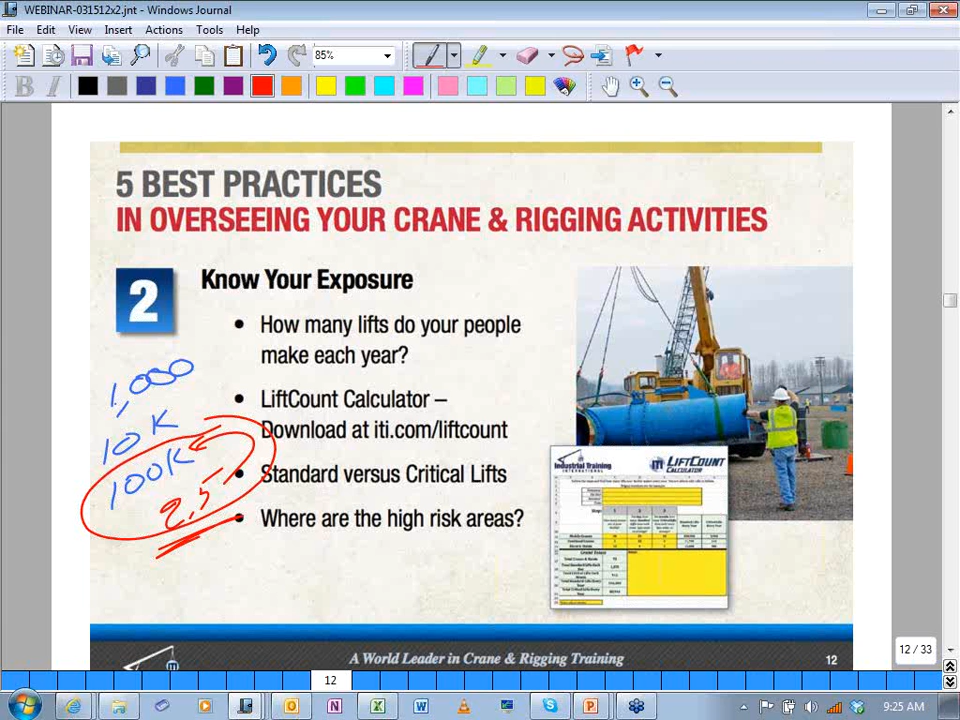 WEBINAR-031512x2.jnt - Windows Journal
File Edit View Insert Actions Tools Help
85%
B I
5 BEST PRACTICES
IN OVERSEEING YOUR CRANE & RIGGING ACTIVITIES
2
Know Your Exposure
• How many lifts do your people
make each year?
• LiftCount Calculator –
Download at iti.com/liftcount
• Standard versus Critical Lifts
• Where are the high risk areas?
1,000
10K
100K
2.5
Industrial Training
INTERNATIONAL
LIFTCOUNT
CALCULATOR
A World Leader in Crane & Rigging Training
12
12 / 33
12
9:25 AM